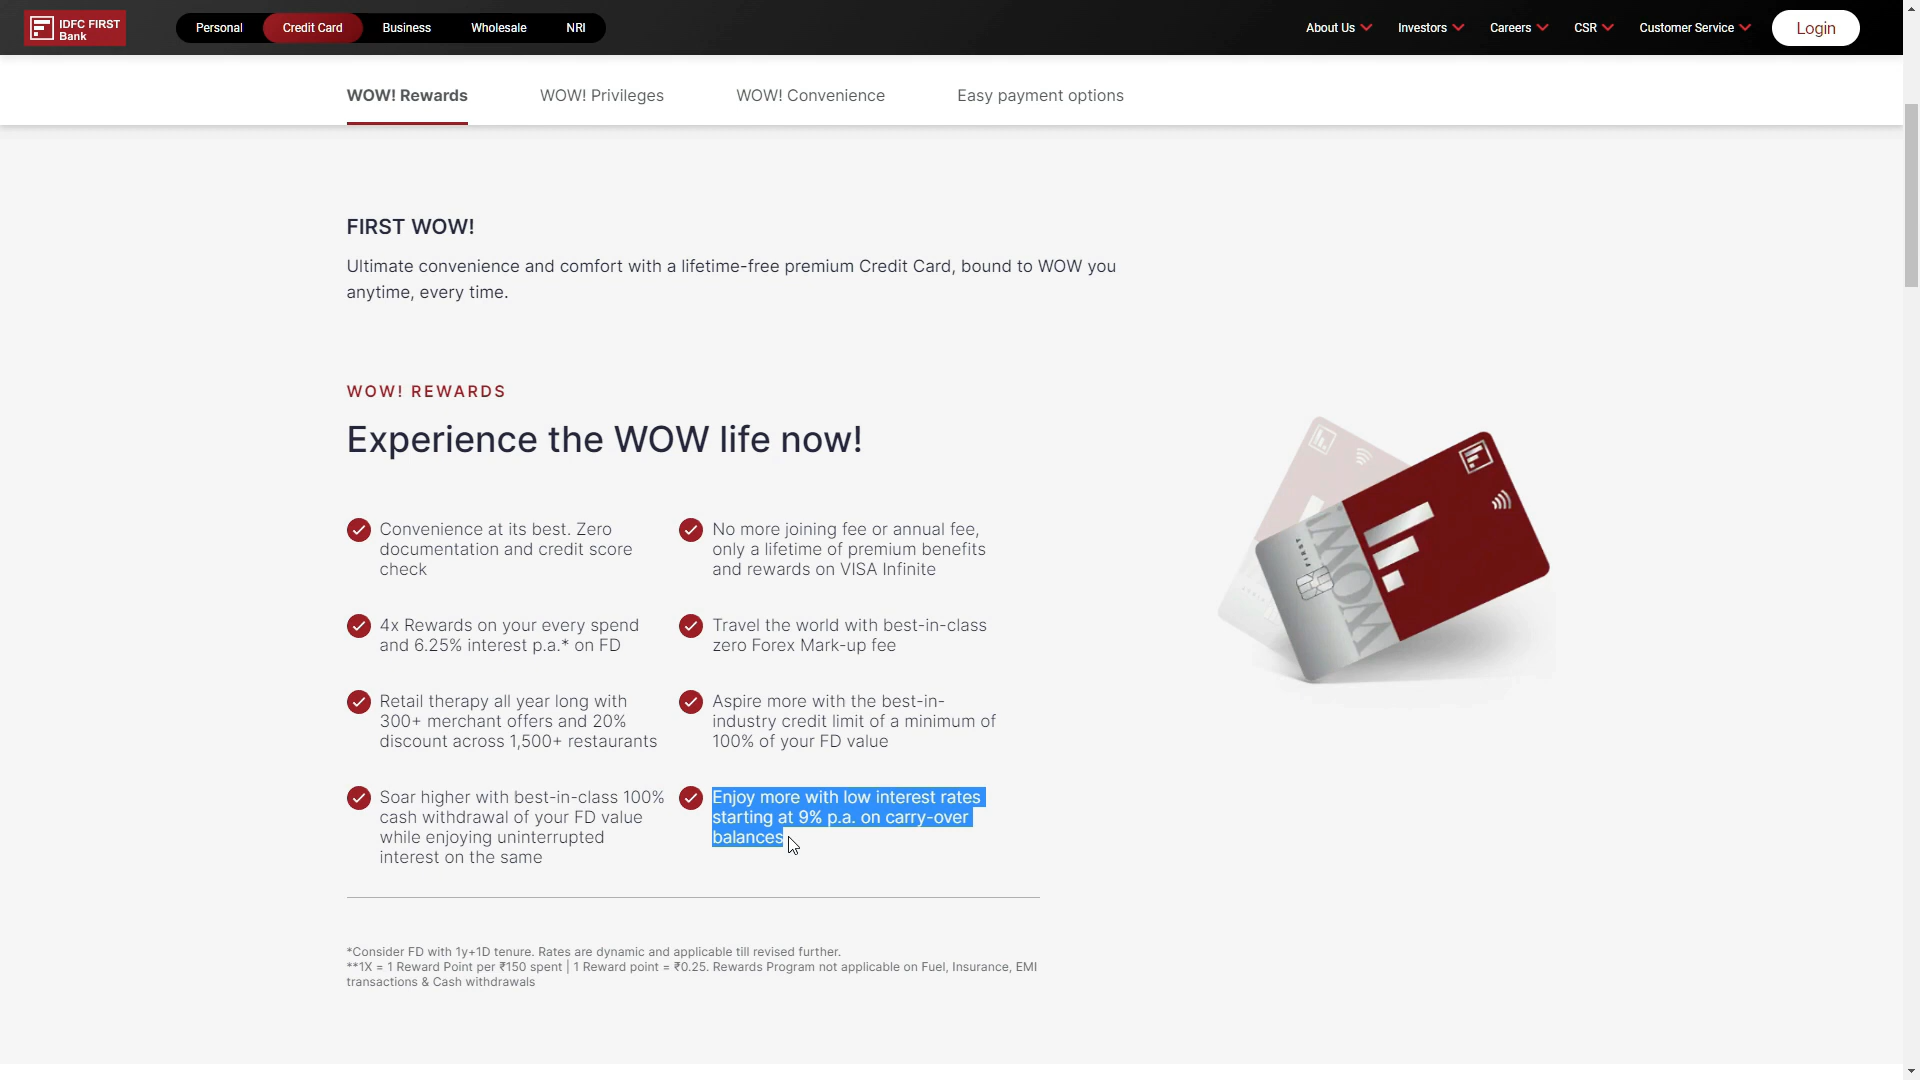 IDFC FIRST
Bank
Personal
Credit Card
Business
Wholesale
NRI
About Us
Investors
Careers
CSR
Customer Service
Login
WOW! Rewards
WOW! Privileges
WOW! Convenience
Easy payment options
FIRST WOW!
Ultimate convenience and comfort with a lifetime-free premium Credit Card, bound to WOW you
anytime, every time.
WOW! REWARDS
Experience the WOW life now!
Convenience at its best. Zero
documentation and credit score
check
No more joining fee or annual fee,
only a lifetime of premium benefits
and rewards on VISA Infinite
4x Rewards on your every spend
and 6.25% interest p.a.* on FD
Travel the world with best-in-class
zero Forex Mark-up fee
Retail therapy all year long with
300+ merchant offers and 20%
discount across 1,500+ restaurants
Aspire more with the best-in-
industry credit limit of a minimum of
100% of your FD value
Soar higher with best-in-class 100%
cash withdrawal of your FD value
while enjoying uninterrupted
interest on the same
Enjoy more with low interest rates
starting at 9% p.a. on carry-over
balances
FIRST
WOW!
*Consider FD with 1y+1D tenure. Rates are dynamic and applicable till revised further.
**1X = 1 Reward Point per ₹150 spent | 1 Reward point = ₹0.25. Rewards Program not applicable on Fuel, Insurance, EMI
transactions & Cash withdrawals